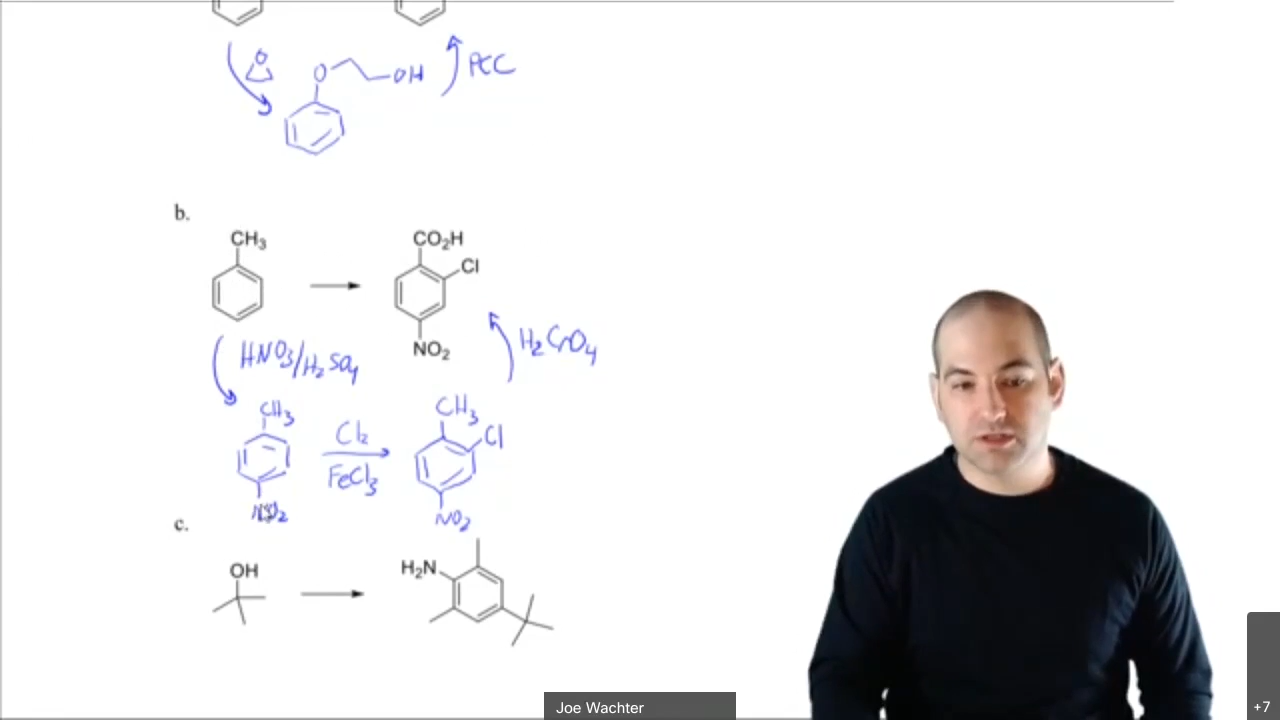 O
O
OH
PCC
b.
CH₃
CO₂H
Cl
NO₂
HNO₃/H₂SO₄
H₂CrO₄
CH₃
Cl₂
FeCl₃
CH₃
Cl
NO₂
NO₂
c.
OH
H₂N
Joe Wachter
+7